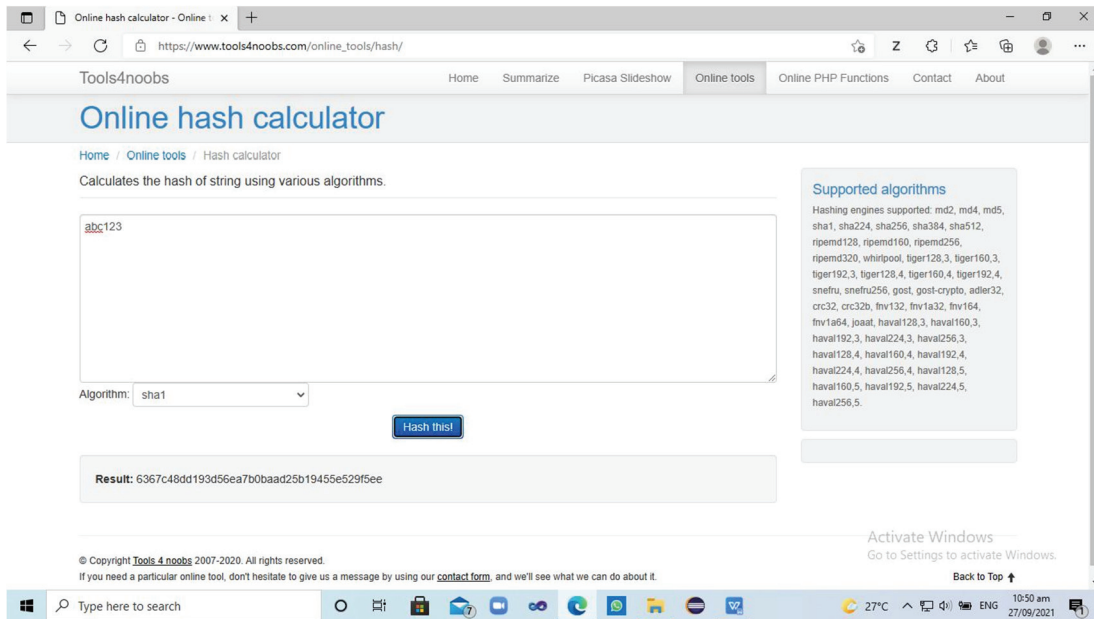 Online hash calculator - Online t
https://www.tools4noobs.com/online_tools/hash/
Tools4noobs
Home Summarize Picasa Slideshow Online tools Online PHP Functions Contact About
Online hash calculator
Home / Online tools / Hash calculator
Calculates the hash of string using various algorithms.
abc123
Algorithm: sha1
Hash this!
Result: 6367c48dd193d56ea7b0baad25b19455e529f5ee
Supported algorithms
Hashing engines supported: md2, md4, md5,
sha1, sha224, sha256, sha384, sha512,
ripemd128, ripemd160, ripemd256,
ripemd320, whirlpool, tiger128,3, tiger160,3,
tiger192,3, tiger128,4, tiger160,4, tiger192,4,
snefru, snefru256, gost, gost-crypto, adler32,
crc32, crc32b, fnv132, fnv1a32, fnv164,
fnv1a64, joaat, haval128,3, haval160,3,
haval192,3, haval224,3, haval256,3,
haval128,4, haval160,4, haval192,4,
haval224,4, haval256,4, haval128,5,
haval160,5, haval192,5, haval224,5,
haval256,5.
Activate Windows
Go to Settings to activate Windows.
© Copyright Tools 4 noobs 2007-2020. All rights reserved.
If you need a particular online tool, don't hesitate to give us a message by using our contact form, and we'll see what we can do about it.
Back to Top
Type here to search
7
27°C
ENG
10:50 am
27/09/2021
1